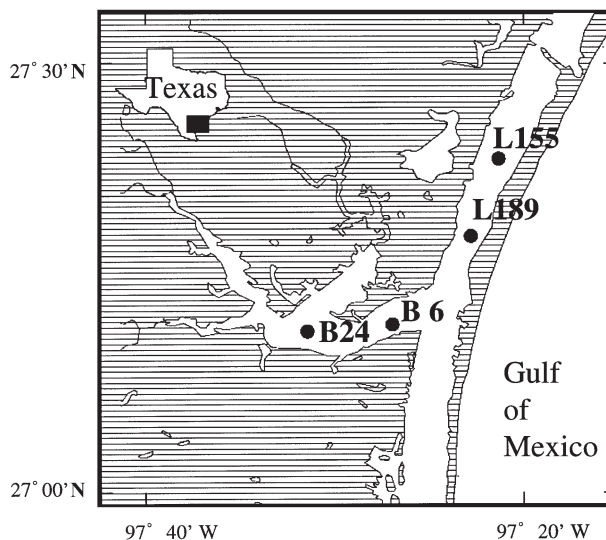 27° 30' N
Texas
L155
L189
B 6
B24
Gulf
of
Mexico
27° 00' N
97° 40' W
97° 20' W